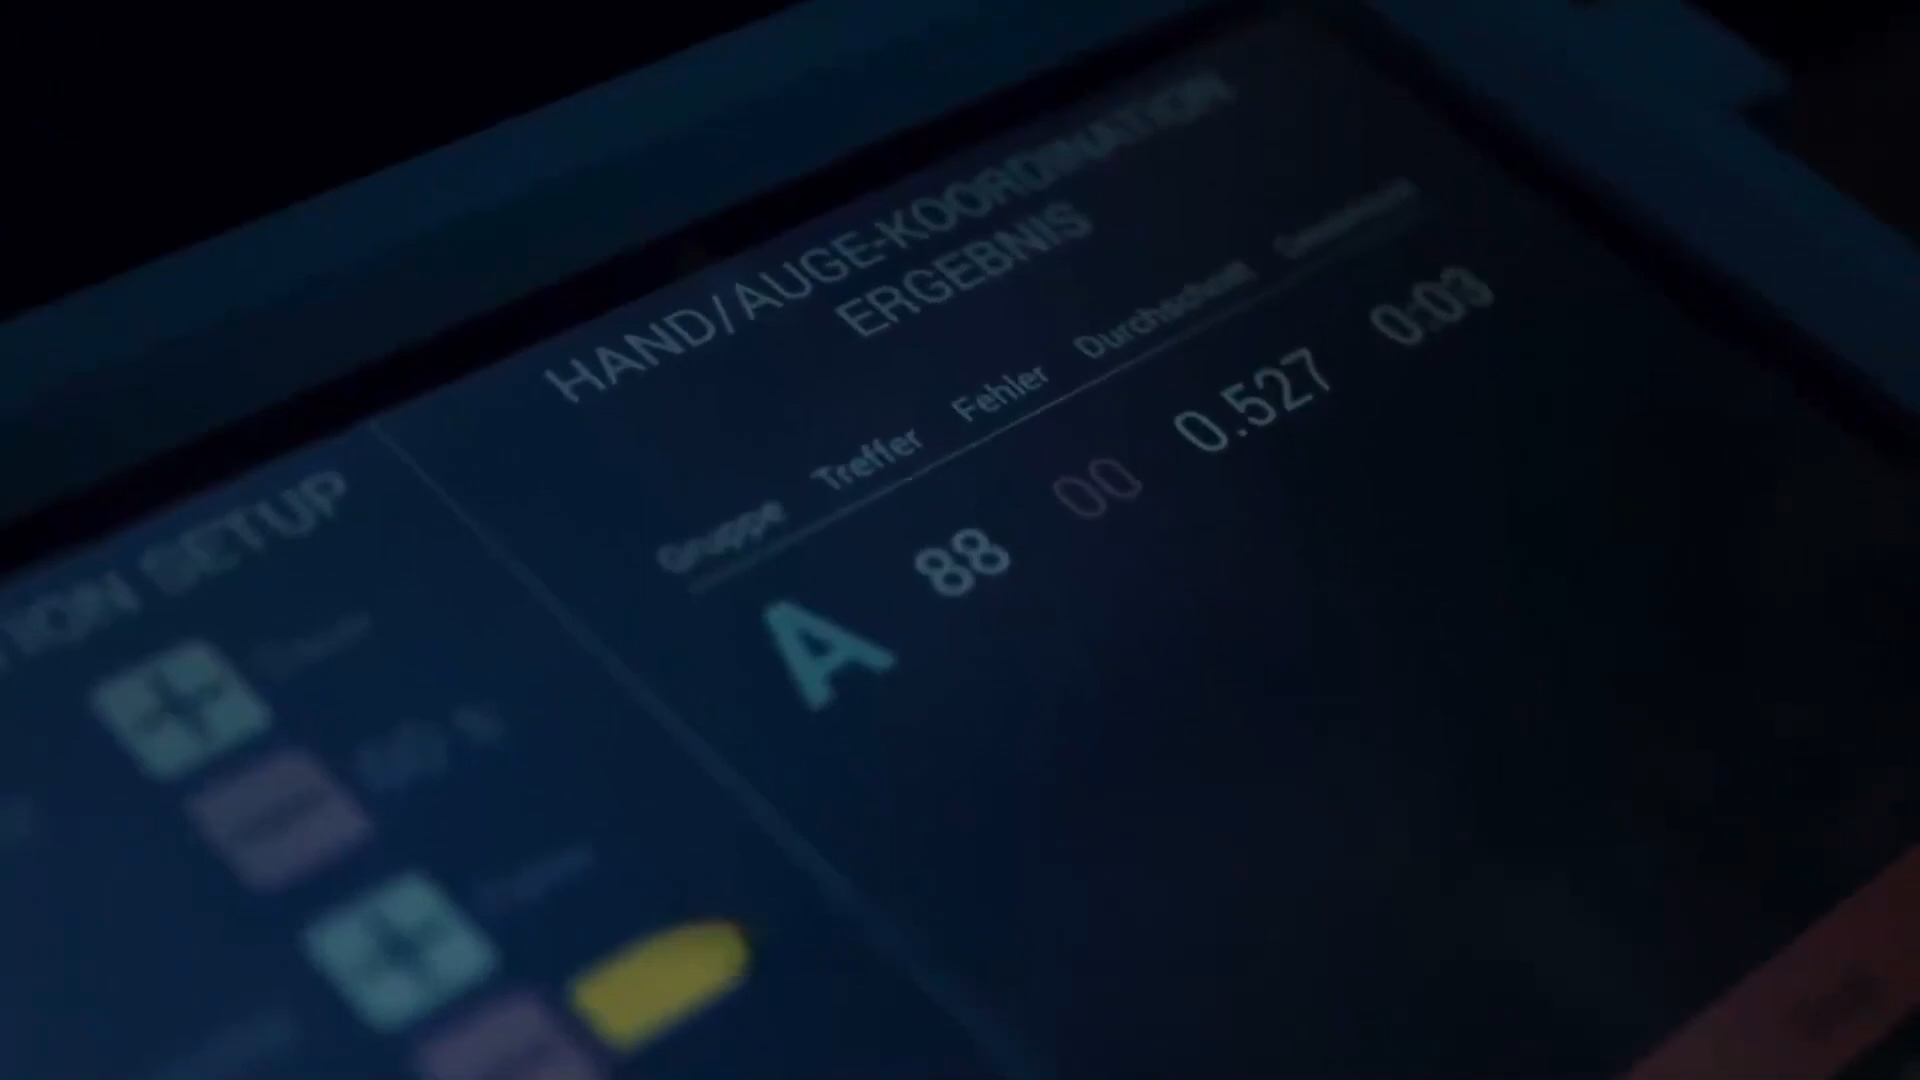 HAND/AUGE-KOORDINATION
ERGEBNIS
Gruppe Treffer Fehler Durchschnitt
A 88 00 0.527 0:03
SETUP